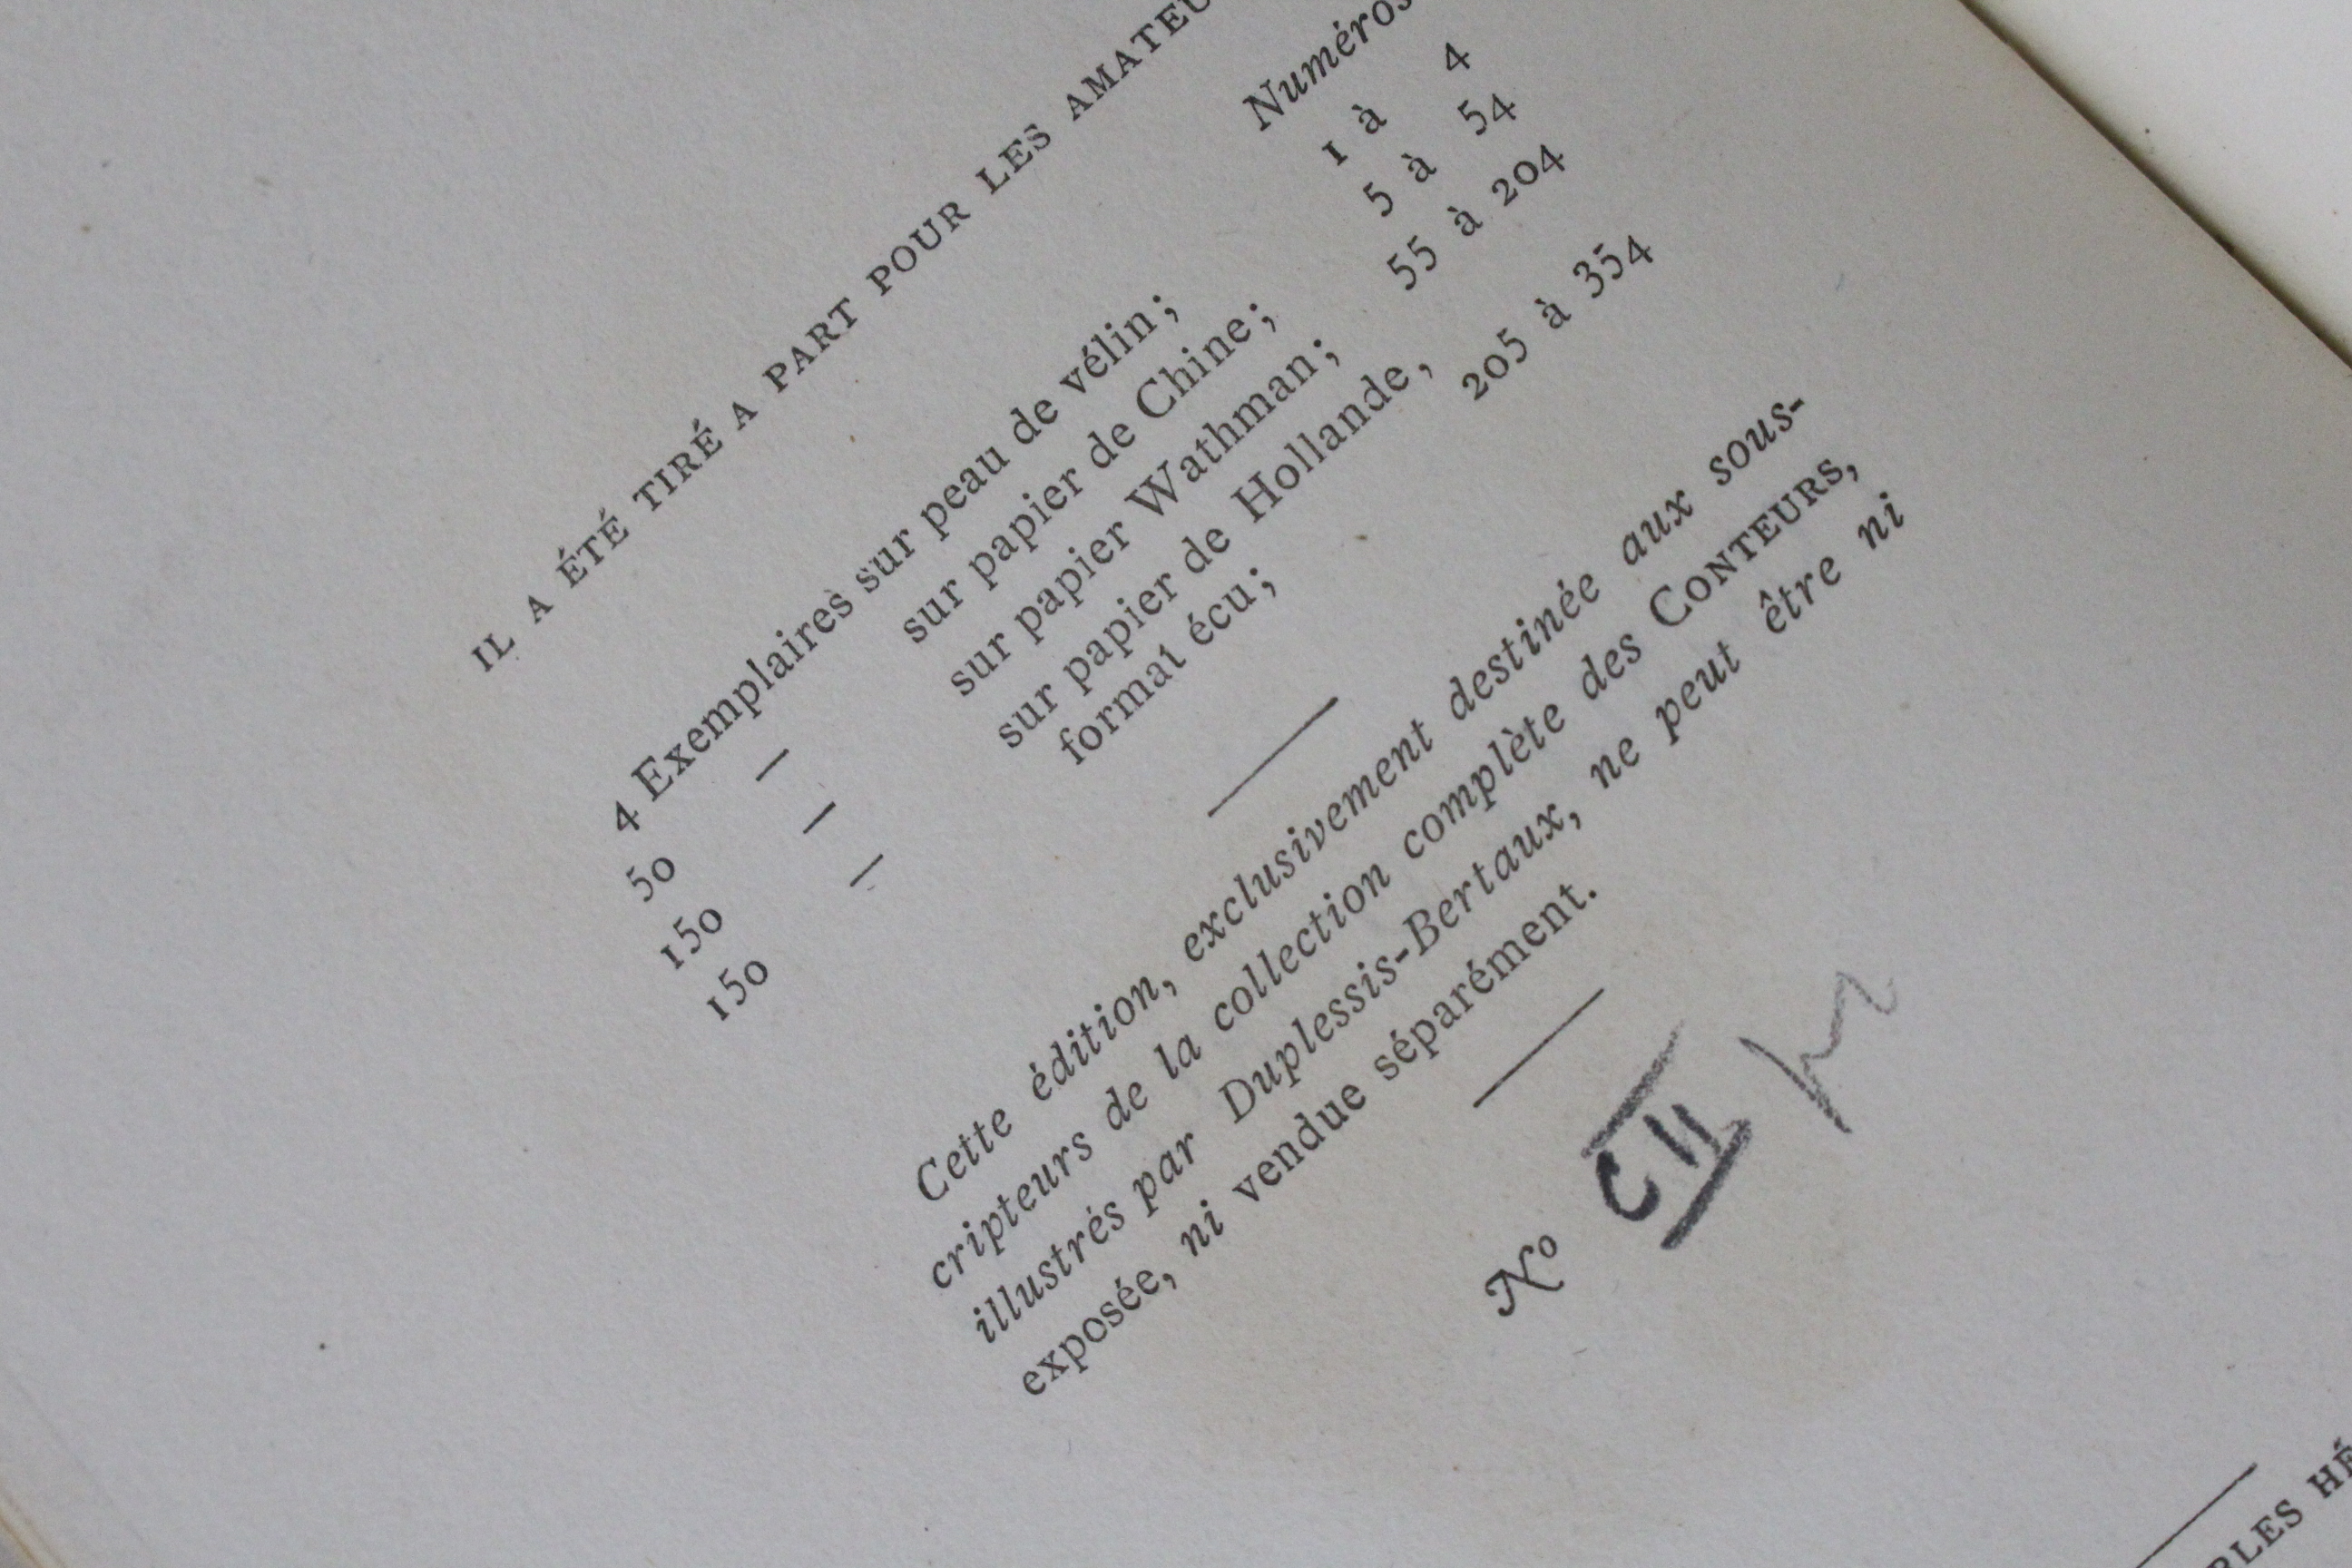 IL A ÉTÉ TIRÉ A PART POUR LES
Numéros
4 Exemplaires sur peau de vélin; 1 à 4
50 — sur papier de Chine; 5 à 54
150 — sur papier Wathman; 55 à 204
150 — sur papier de Hollande,
format écu; 205 à 354
Cette édition, exclusivement destinée aux sous-
cripteurs de la collection complète des CONTEURS,
illustrés par Duplessis-Bertaux, ne peut être ni
exposée, ni vendue séparément.
No CII